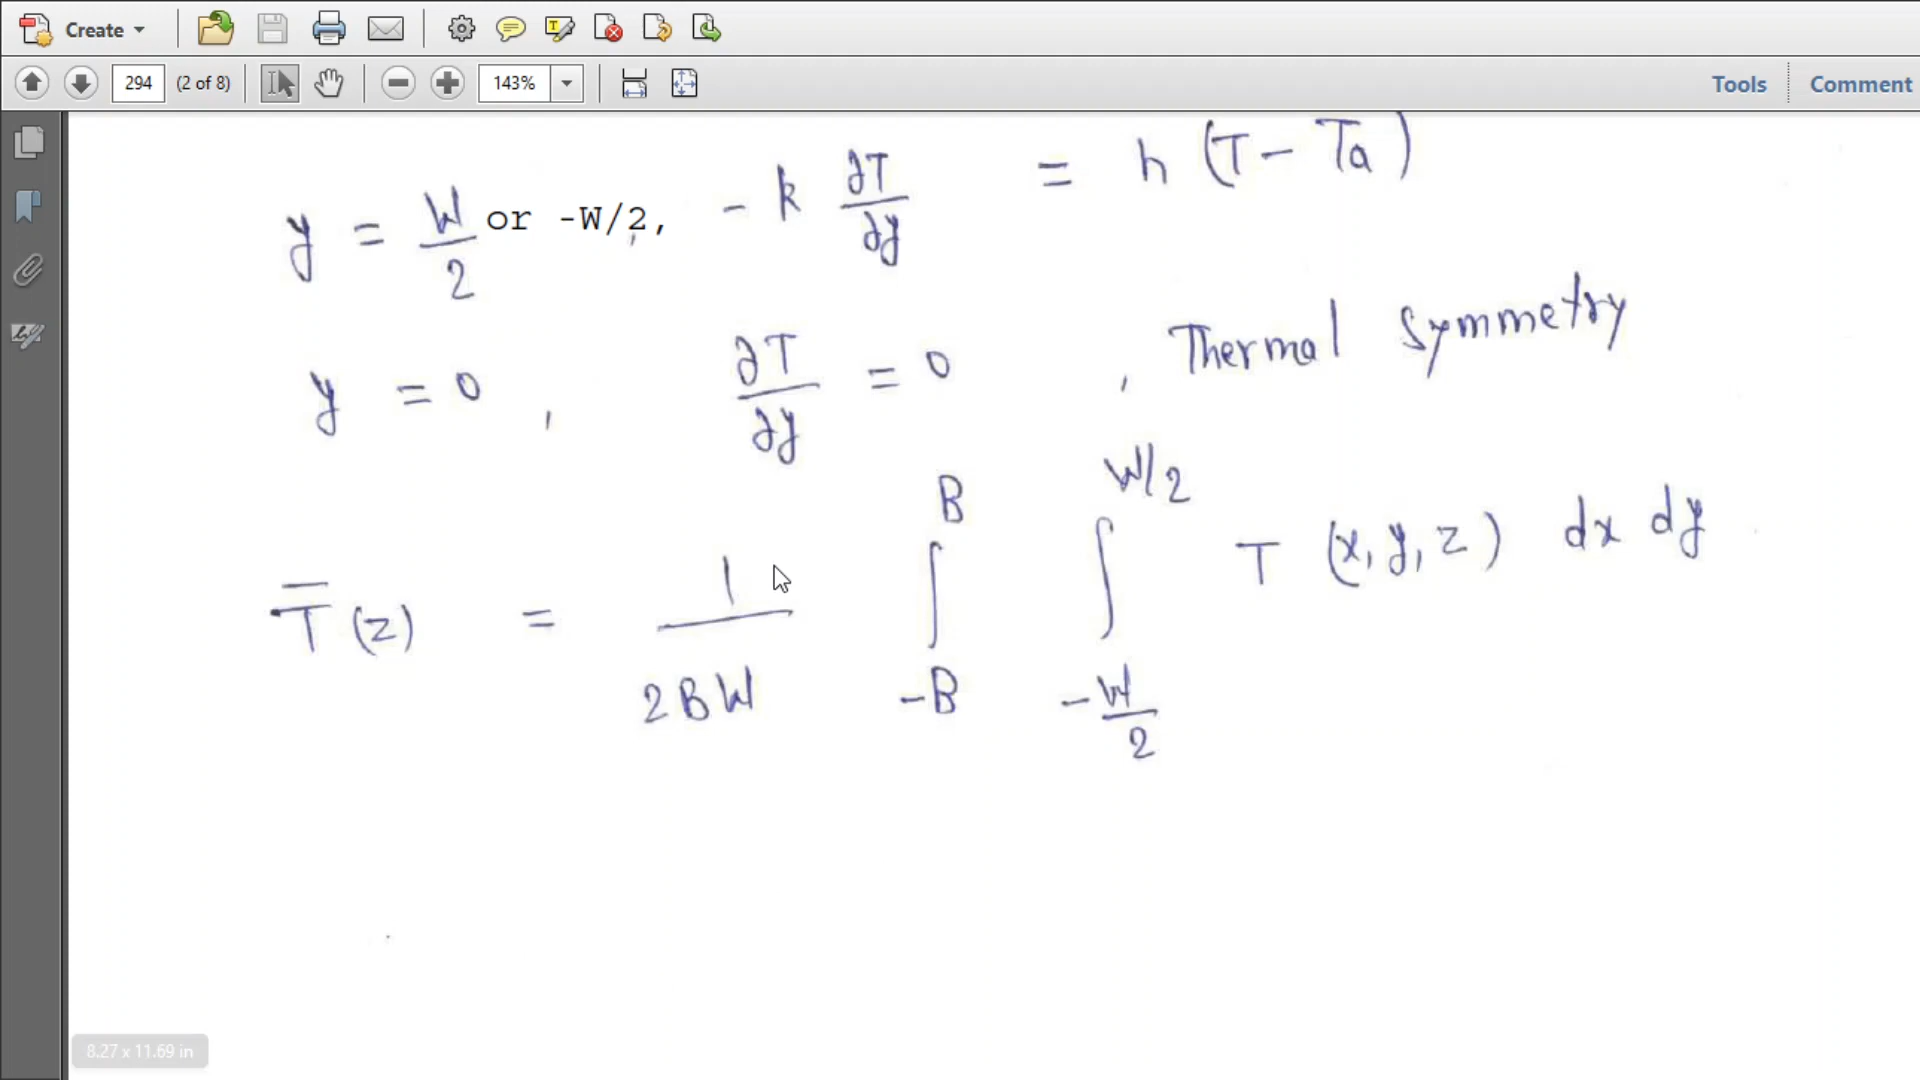 Create
294 (2 of 8) 143% Tools Comment
y = W/2 or -W/2, - k ∂T/∂y = h (T - Ta)
y = 0 , ∂T/∂y = 0 , Thermal symmetry
T̅ (z) = 1/2BW ∫_{-B}^{B} ∫_{-W/2}^{W/2} T (x, y, z) dx dy
8.27 x 11.69 in